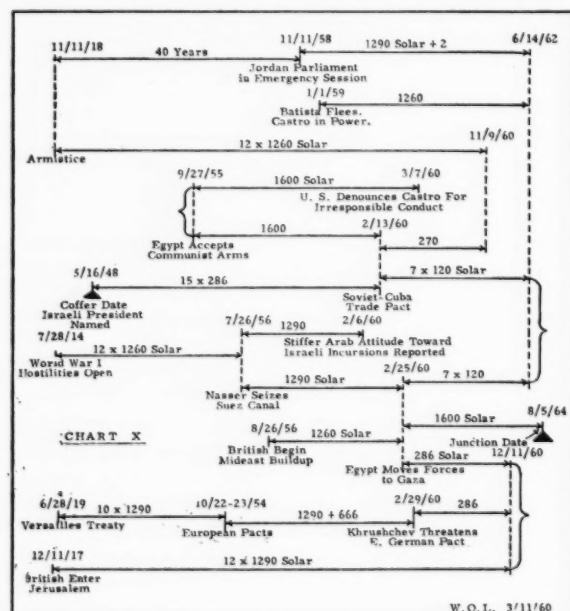 11/11/18
11/11/58
6/14/62
40 Years
1290 Solar + 2
Jordan Parliament
in Emergency Session
1/1/59
1260
Batista Flees.
Castro in Power.
11/9/60
12 x 1260 Solar
Armistice
9/27/55
3/7/60
1600 Solar
U. S. Denounces Castro For
Irresponsible Conduct
2/13/60
1600
270
Egypt Accepts
Communist Arms
5/16/48
15 x 286
7 x 120 Solar
Coffer Date
Israeli President
Named
Soviet-Cuba
Trade Pact
7/26/56
1290
2/6/60
Stiffer Arab Attitude Toward
Israeli Incursions Reported
7/28/14
12 x 1260 Solar
World War I
Hostilities Open
2/25/60
1290 Solar
7 x 120
Nasser Seizes
Suez Canal
8/5/64
1600 Solar
8/26/56
1260 Solar
Junction Date
CHART X
British Begin
Mideast Buildup
286 Solar
12/11/60
Egypt Moves Forces
to Gaza
6/28/19
10 x 1290
10/22-23/54
2/29/60
286
1290 + 666
Versailles Treaty
European Pacts
Khrushchev Threatens
E. German Pact
12/11/17
12 x 1290 Solar
British Enter
Jerusalem
W. O. L. 3/11/60